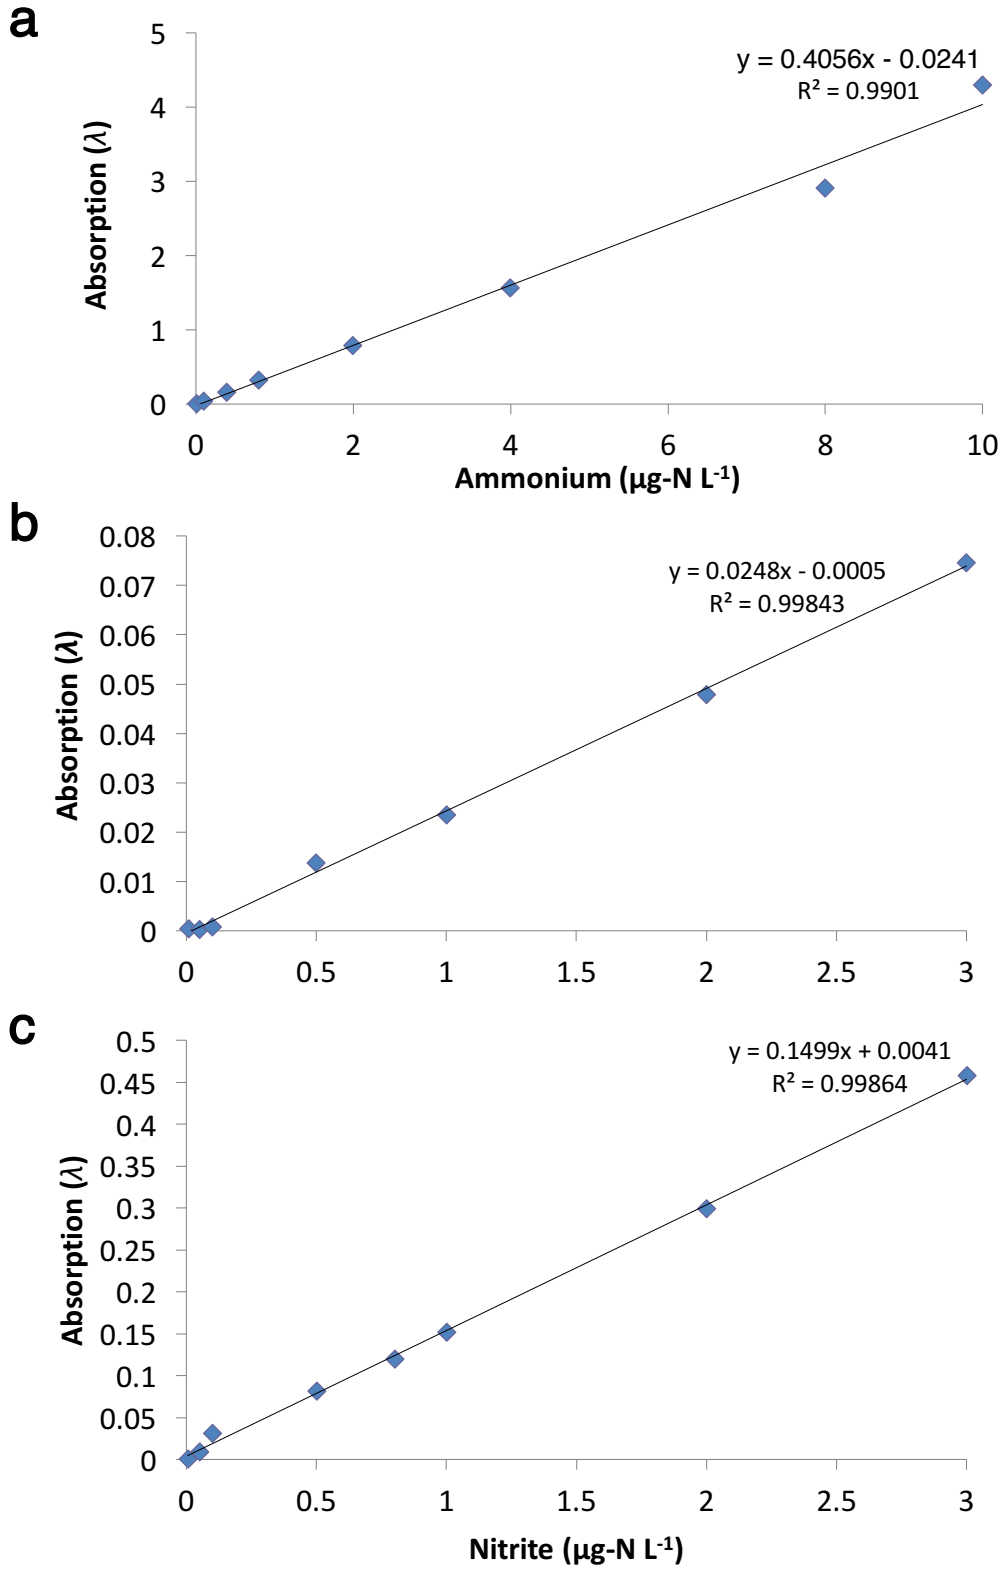 a
5
4
3
2
1
0
Absorption (λ)
y = 0.4056x - 0.0241
R² = 0.9901
0 2 4 6 8 10
Ammonium (µg-N L⁻¹)
b
0.08
0.07
0.06
0.05
0.04
0.03
0.02
0.01
0
Absorption (λ)
y = 0.0248x - 0.0005
R² = 0.99843
0 0.5 1 1.5 2 2.5 3
c
0.5
0.45
0.4
0.35
0.3
0.25
0.2
0.15
0.1
0.05
0
Absorption (λ)
y = 0.1499x + 0.0041
R² = 0.99864
0 0.5 1 1.5 2 2.5 3
Nitrite (µg-N L⁻¹)